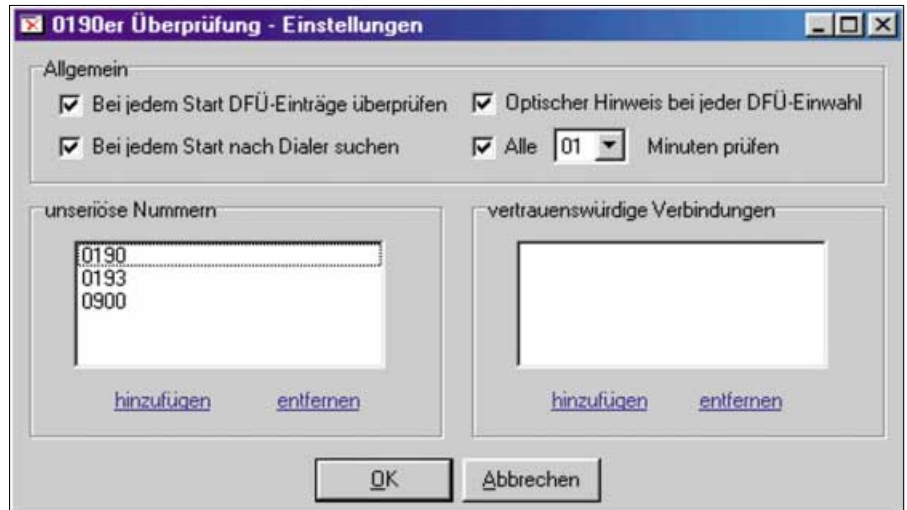 0190er Überprüfung - Einstellungen
Allgemein
Bei jedem Start DFÜ-Einträge überprüfen
Optischer Hinweis bei jeder DFÜ-Einwahl
Bei jedem Start nach Dialer suchen
Alle 01 Minuten prüfen
unseriöse Nummern
0190
0193
0900
hinzufügen entfernen
vertrauenswürdige Verbindungen
hinzufügen entfernen
OK Abbrechen